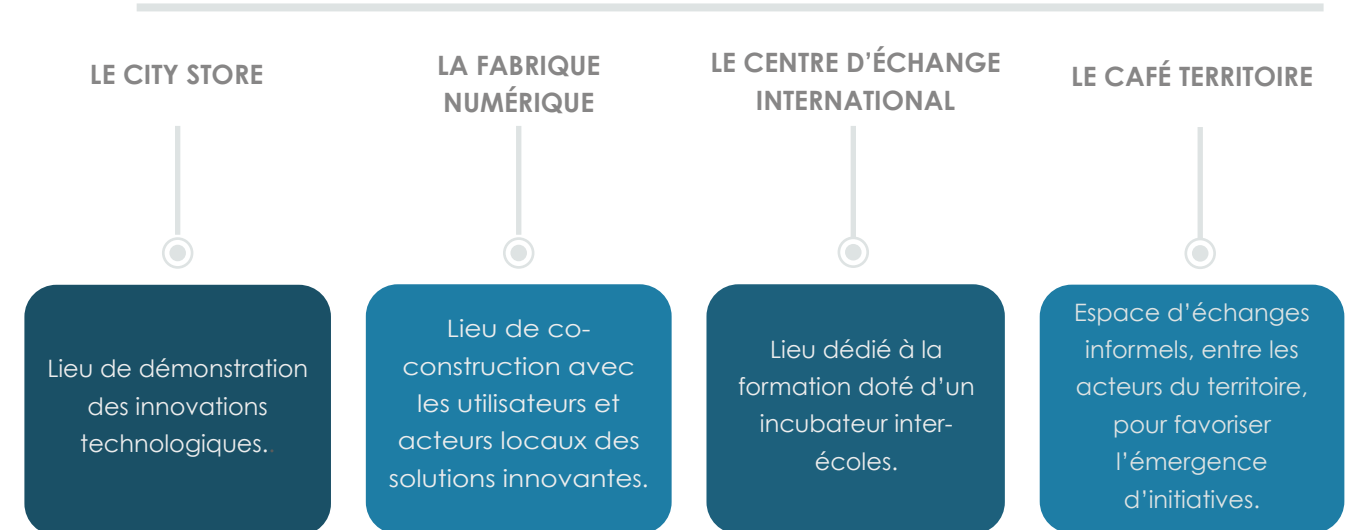 LE CITY STORE
LA FABRIQUE
NUMÉRIQUE
LE CENTRE D’ÉCHANGE
INTERNATIONAL
LE CAFÉ TERRITOIRE
Lieu de démonstration
des innovations
technologiques..
Lieu de co-
construction avec
les utilisateurs et
acteurs locaux des
solutions innovantes.
Lieu dédié à la
formation doté d’un
incubateur inter-
écoles.
Espace d’échanges
informels, entre les
acteurs du territoire,
pour favoriser
l’émergence
d’initiatives.